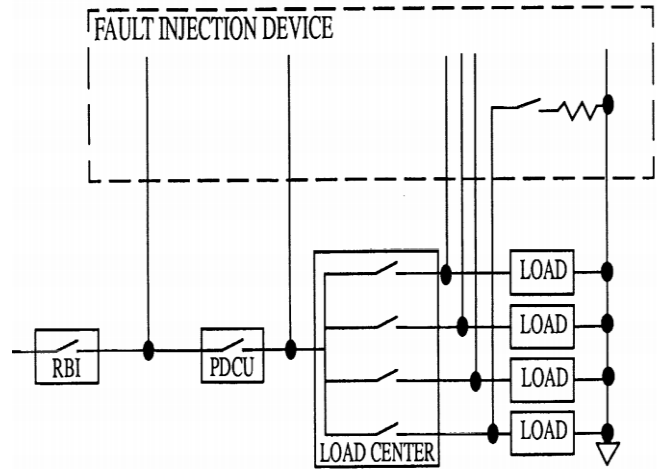 FAULT INJECTION DEVICE
LOAD
LOAD
RBI
PDCU
LOAD
LOAD
LOAD CENTER